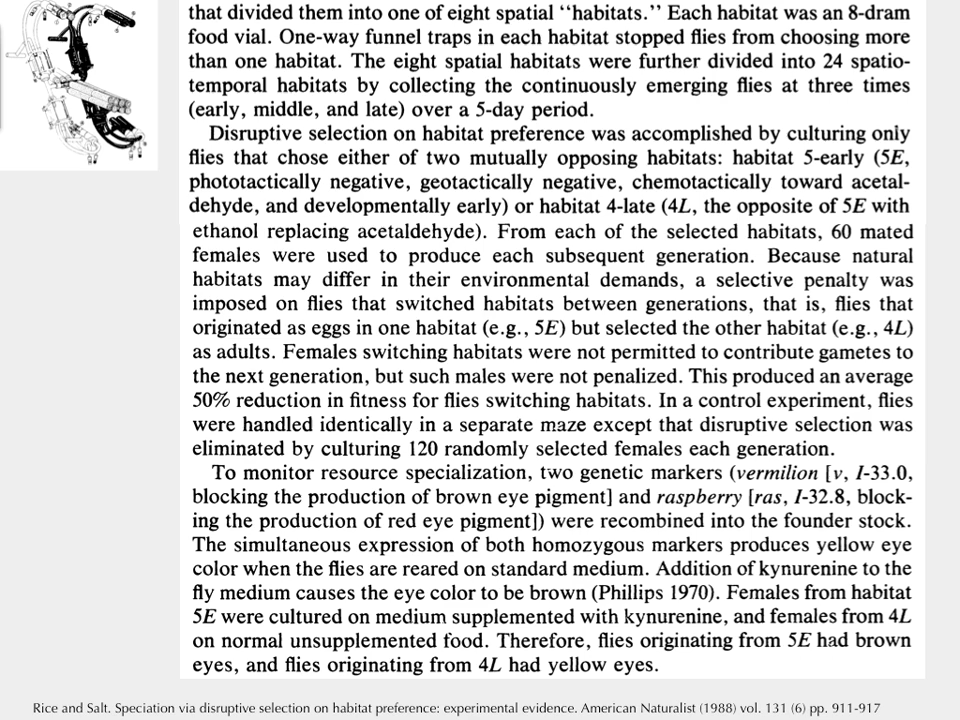 that divided them into one of eight spatial ‘‘habitats.’’ Each habitat was an 8-dram
food vial. One-way funnel traps in each habitat stopped flies from choosing more
than one habitat. The eight spatial habitats were further divided into 24 spatio-
temporal habitats by collecting the continuously emerging flies at three times
(early, middle, and late) over a 5-day period.
Disruptive selection on habitat preference was accomplished by culturing only
flies that chose either of two mutually opposing habitats: habitat 5-early (5E,
phototactically negative, geotactically negative, chemotactically toward acetal-
dehyde, and developmentally early) or habitat 4-late (4L, the opposite of 5E with
ethanol replacing acetaldehyde). From each of the selected habitats, 60 mated
females were used to produce each subsequent generation. Because natural
habitats may differ in their environmental demands, a selective penalty was
imposed on flies that switched habitats between generations, that is, flies that
originated as eggs in one habitat (e.g., 5E) but selected the other habitat (e.g., 4L)
as adults. Females switching habitats were not permitted to contribute gametes to
the next generation, but such males were not penalized. This produced an average
50% reduction in fitness for flies switching habitats. In a control experiment, flies
were handled identically in a separate maze except that disruptive selection was
eliminated by culturing 120 randomly selected females each generation.
To monitor resource specialization, two genetic markers (vermilion [v, I-33.0,
blocking the production of brown eye pigment] and raspberry [ras, I-32.8, block-
ing the production of red eye pigment]) were recombined into the founder stock.
The simultaneous expression of both homozygous markers produces yellow eye
color when the flies are reared on standard medium. Addition of kynurenine to the
fly medium causes the eye color to be brown (Phillips 1970). Females from habitat
5E were cultured on medium supplemented with kynurenine, and females from 4L
on normal unsupplemented food. Therefore, flies originating from 5E had brown
eyes, and flies originating from 4L had yellow eyes.
Rice and Salt. Speciation via disruptive selection on habitat preference: experimental evidence. American Naturalist (1988) vol. 131 (6) pp. 911-917